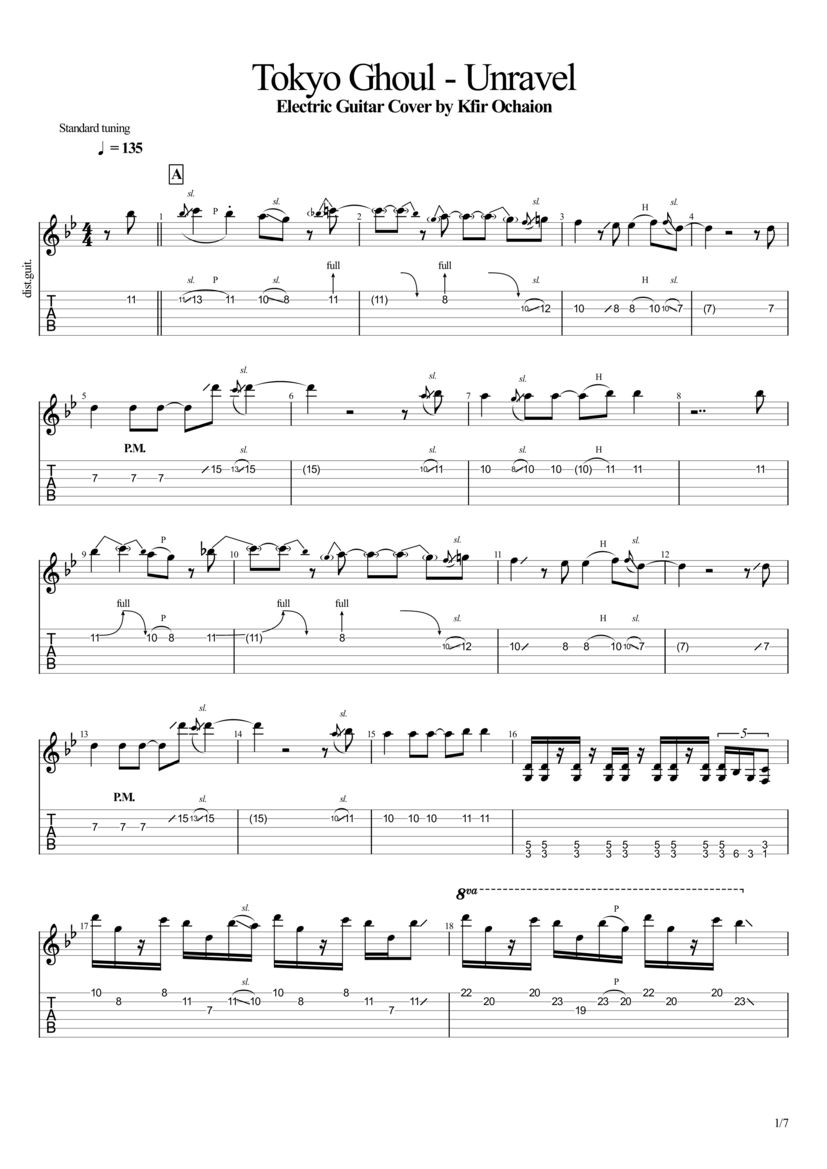 Tokyo Ghoul - Unravel
Electric Guitar Cover by Kfir Ochaion
Standard tuning
= 135
A
sl. P sl. H sl.
4 4 1 2 3 4
dist.guit.
full full
sl. P sl. sl. H sl.
T A B 11 11 13 11 10 8 11 (11) 8 10 12 10 8 8 10 10 7 (7) 7
sl. sl. sl. H
5 6 7 8
P.M. sl. sl. sl. H
T A B 7 7 7 15 13 15 (15) 10 11 10 8 10 10 (10) 11 11 11
P sl. H sl.
9 10 11 12
full full full
P sl. H sl.
T A B 11 10 8 11 (11) 8 10 12 10 8 8 10 10 7 (7) 7
sl. sl.
13 14 15 16 5
P.M. sl. sl.
T A B 7 7 7 15 13 15 (15) 10 11 10 10 10 11 11 5 5 5 5 5 5 5 5 5 3
3 3 3 3 3 3 3 3 3 6 3 1
8va
sl. P
17 18
sl. P
T A B 10 8 8 11 7 11 10 10 8 8 11 7 11 22 20 20 23 19 23 20 22 20 20 23
1/7